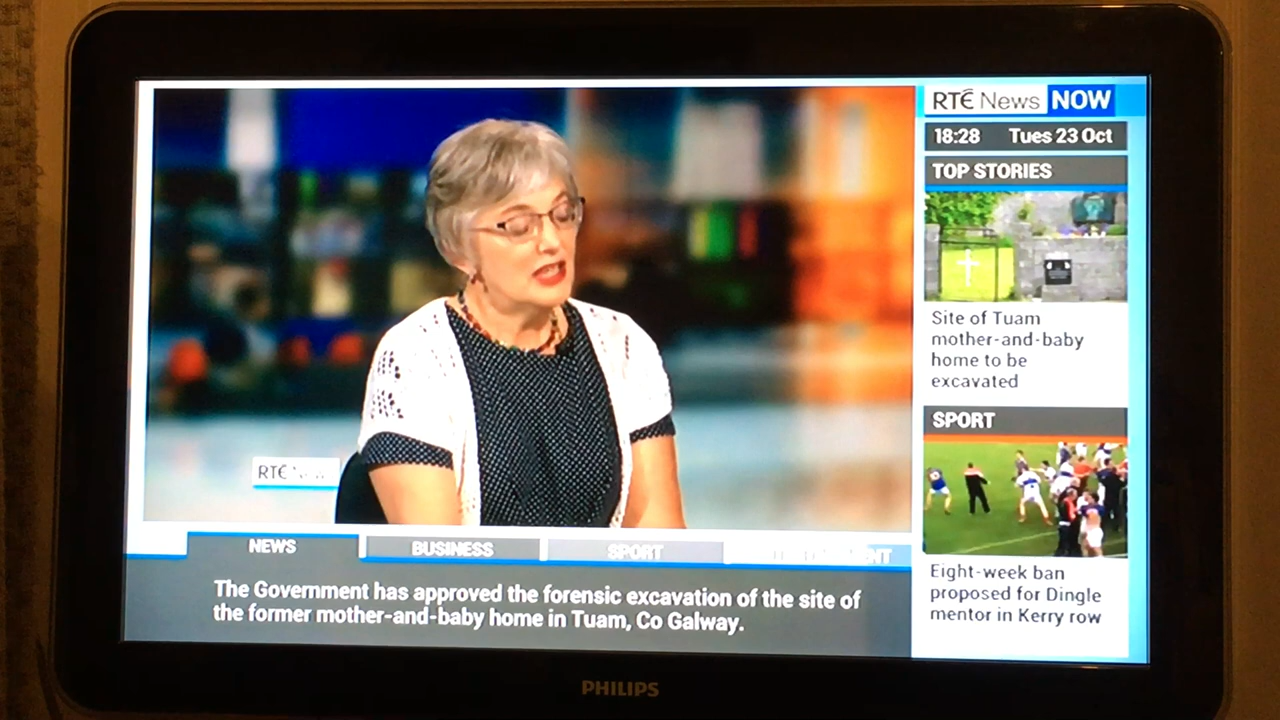 RTÉ News NOW
18:28 Tues 23 Oct
TOP STORIES
Site of Tuam
mother-and-baby
home to be
excavated
SPORT
Eight-week ban
proposed for Dingle
mentor in Kerry row
RTÉ
NEWS
BUSINESS
SPORT
The Government has approved the forensic excavation of the site of
the former mother-and-baby home in Tuam, Co Galway.
PHILIPS